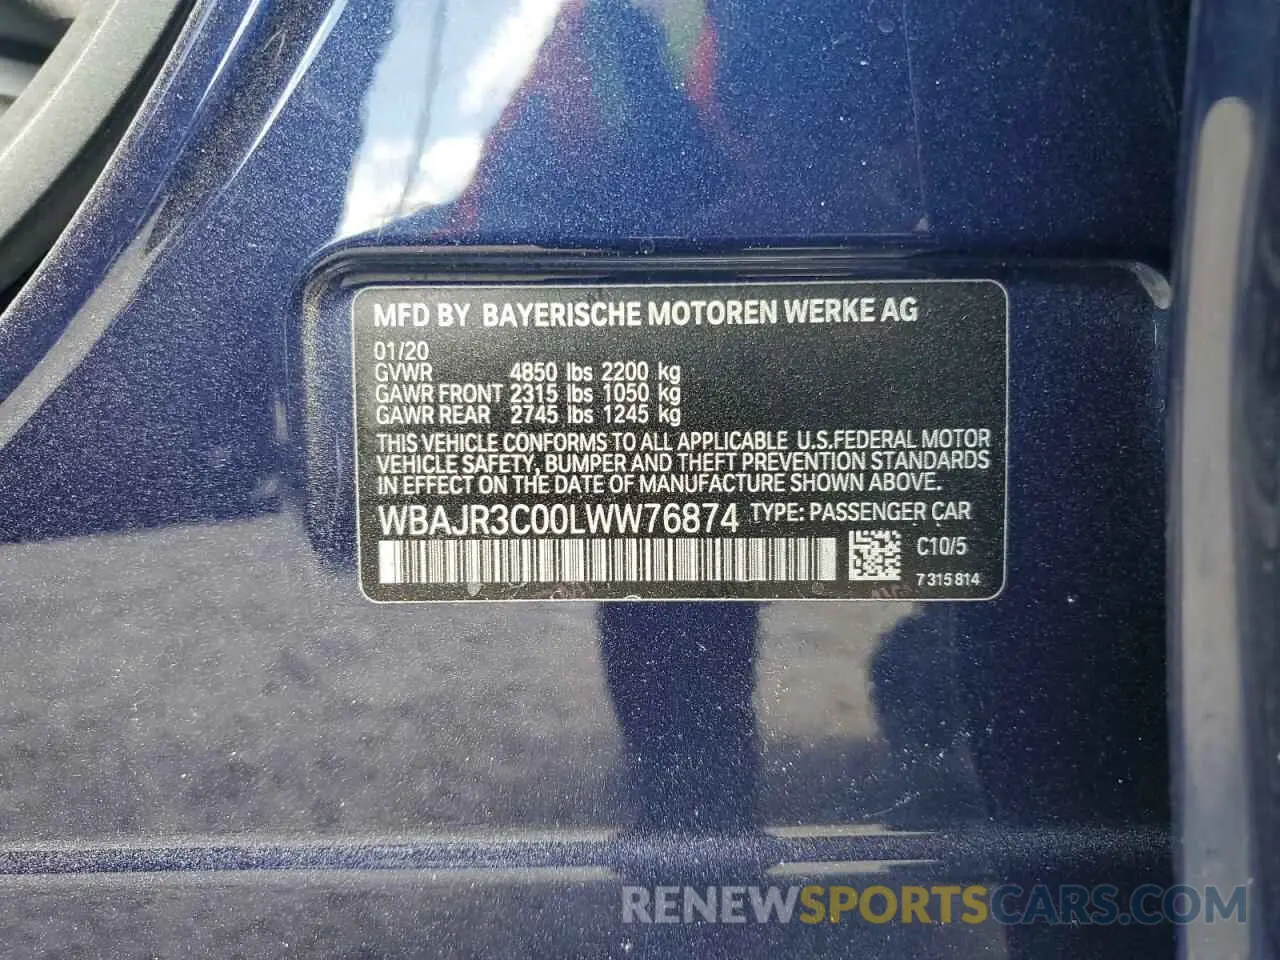 MFD BY BAYERISCHE MOTOREN WERKE AG
01/20
GVWR 4850 lbs 2200 kg
GAWR FRONT 2315 lbs 1050 kg
GAWR REAR 2745 lbs 1245 kg
THIS VEHICLE CONFORMS TO ALL APPLICABLE U.S.FEDERAL MOTOR
VEHICLE SAFETY, BUMPER AND THEFT PREVENTION STANDARDS
IN EFFECT ON THE DATE OF MANUFACTURE SHOWN ABOVE.
WBAJR3C00LWW76874 TYPE: PASSENGER CAR
C10/5
7 315 814
RENEWSPORTSCARS.COM